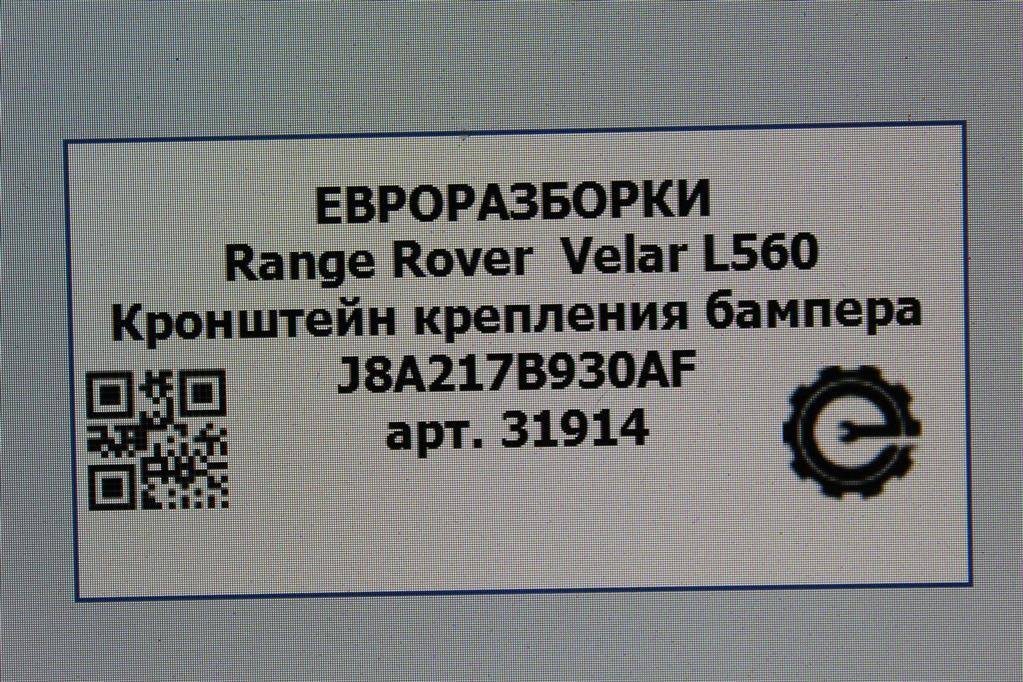 ЕВРОРАЗБОРКИ
Range Rover Velar L560
Кронштейн крепления бампера
J8A217B930AF
арт. 31914